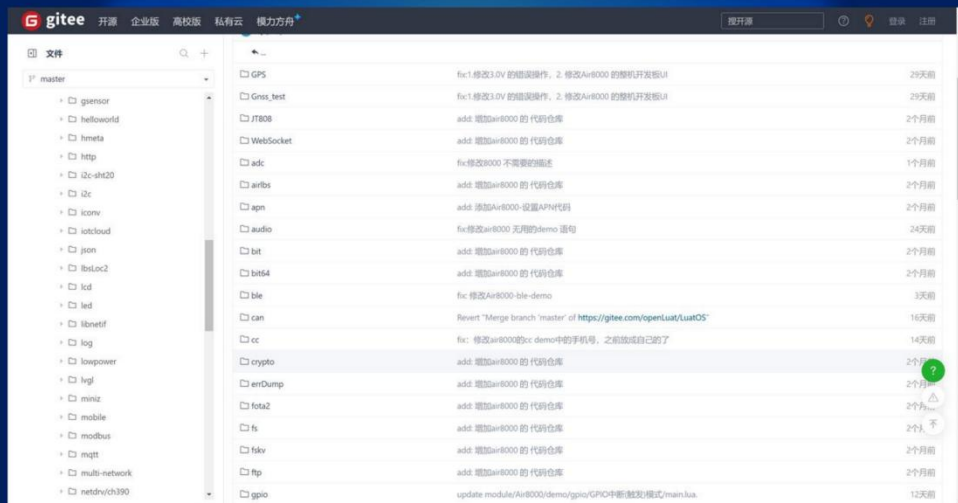 gitee 开源 企业版 高校版 私有云 模力方舟 搜开源 登录 注册
文件
master
gsensor
helloworld
hmeta
http
i2c-sht20
i2c
iconv
iotcloud
json
lbsLoc2
lcd
led
libnetif
log
lowpower
lvgl
miniz
mobile
modbus
mqtt
multi-network
netdrv/ch390
..
GPS fix:1.修改3.0V 的错误操作。2. 修改Air8000 的整机开发板UI 29天前
Gnss_test fix:1.修改3.0V 的错误操作。2. 修改Air8000 的整机开发板UI 29天前
JT808 add: 增加air8000 的 代码仓库 2个月前
WebSocket add: 增加air8000 的 代码仓库 2个月前
adc fix:修改8000 不需要的描述 1个月前
airlbs add: 增加air8000 的 代码仓库 2个月前
apn add: 添加Air8000-设置APN代码 2个月前
audio fix:修改air8000 无用的demo 语句 24天前
bit add: 增加air8000 的 代码仓库 2个月前
bit64 add: 增加air8000 的 代码仓库 2个月前
ble fix: 修改Air8000-ble-demo 3天前
can Revert "Merge branch 'master' of https://gitee.com/openLuat/LuatOS" 16天前
cc fix： 修改air8000的cc demo中的手机号，之前放成自己的了 14天前
crypto add: 增加air8000 的 代码仓库 2个月
errDump add: 增加air8000 的 代码仓库 2个月
fota2 add: 增加air8000 的 代码仓库 2个月
fs add: 增加air8000 的 代码仓库 2个月
fskv add: 增加air8000 的 代码仓库 2个月前
ftp add: 增加air8000 的 代码仓库 2个月前
gpio update module/Air8000/demo/gpio/GPIO中断(触发)模式/main.lua. 12天前